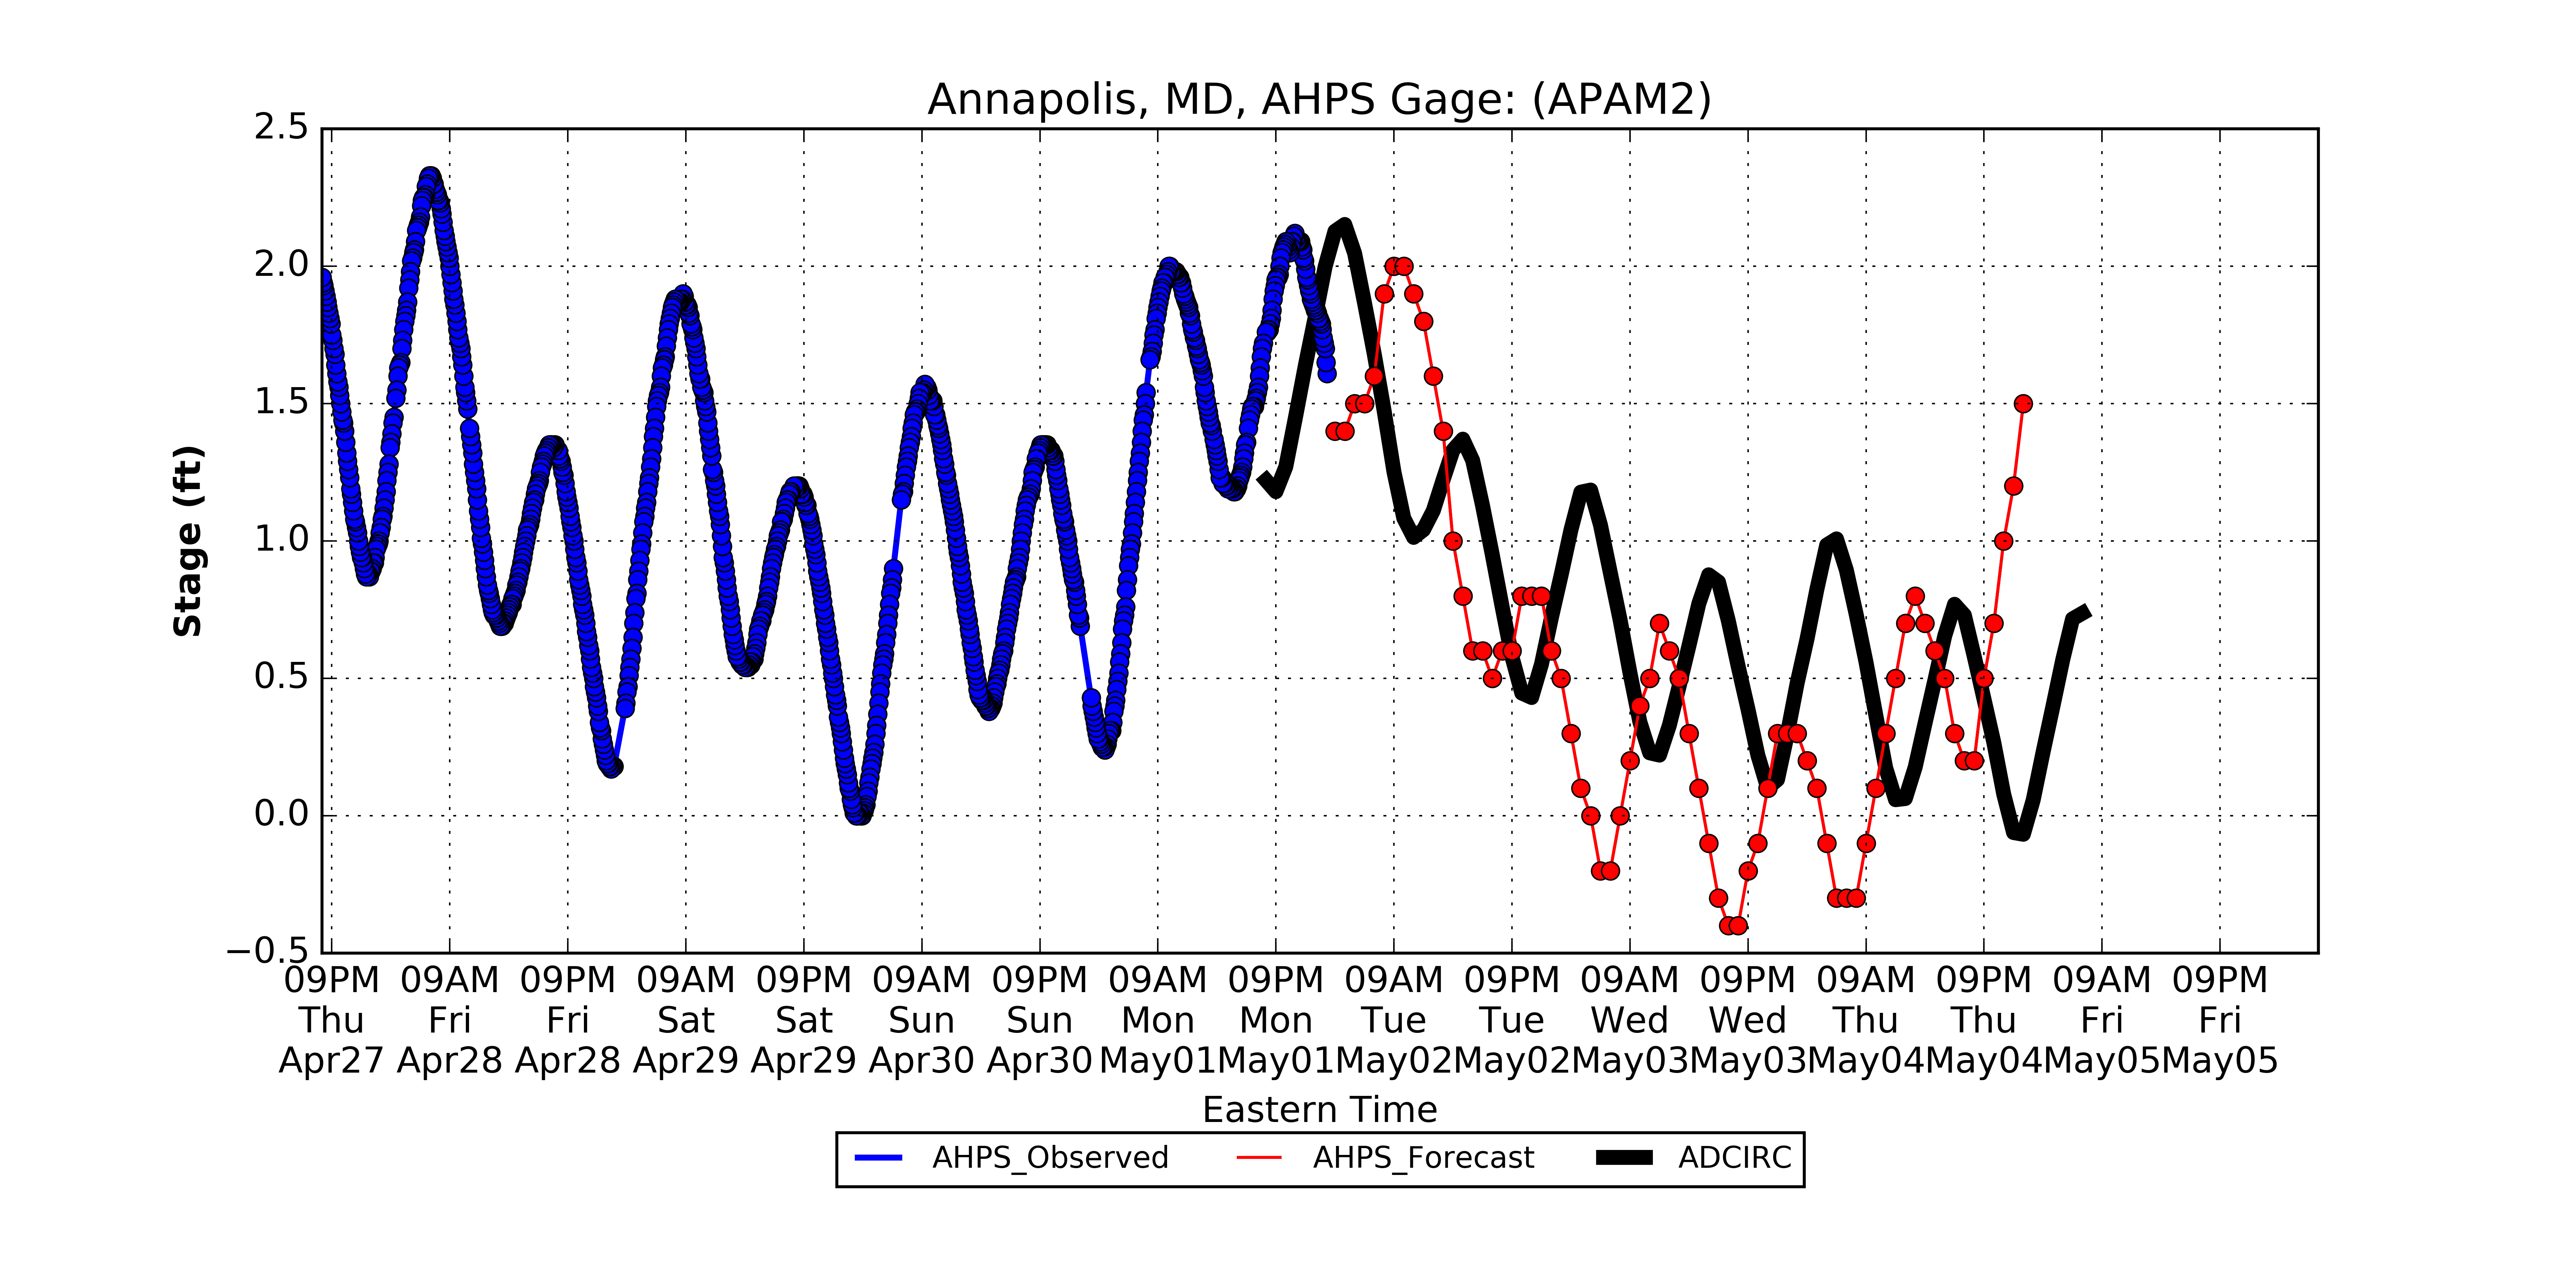 Annapolis, MD, AHPS Gage: (APAM2)
2.5
2.0
1.5
1.0
0.5
0.0
−0.5
Stage (ft)
09PM 09AM 09PM 09AM 09PM 09AM 09PM 09AM 09PM 09AM 09PM 09AM 09PM 09AM 09PM 09AM 09PM
Thu Fri Fri Sat Sat Sun Sun Mon Mon Tue Tue Wed Wed Thu Thu Fri Fri
Apr27 Apr28 Apr28 Apr29 Apr29 Apr30 Apr30 May01 May01 May02 May02 May03 May03 May04 May04 May05 May05
Eastern Time
AHPS_Observed AHPS_Forecast ADCIRC